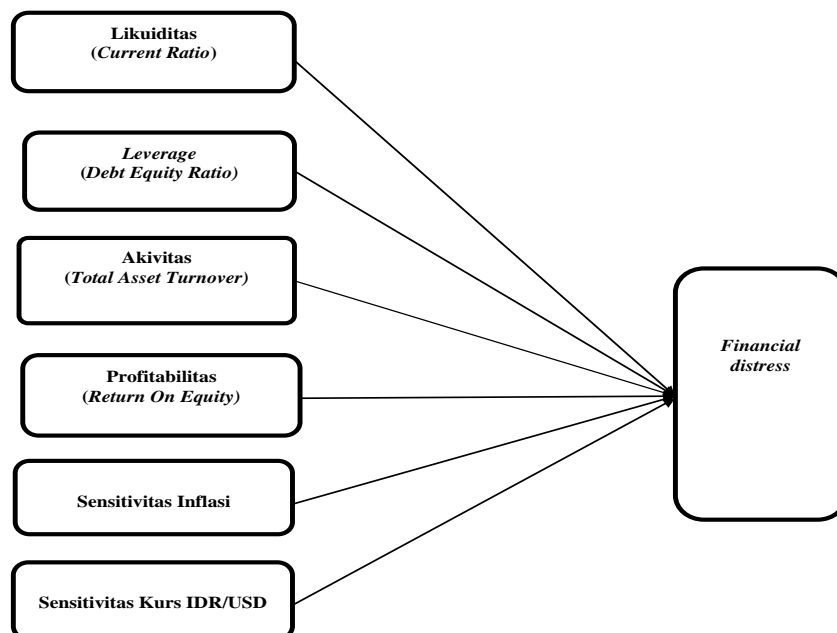 Likuiditas
(Current Ratio)
Leverage
(Debt Equity Ratio)
Akivitas
(Total Asset Turnover)
Profitabilitas
(Return On Equity)
Sensitivitas Inflasi
Sensitivitas Kurs IDR/USD
Financial
distress